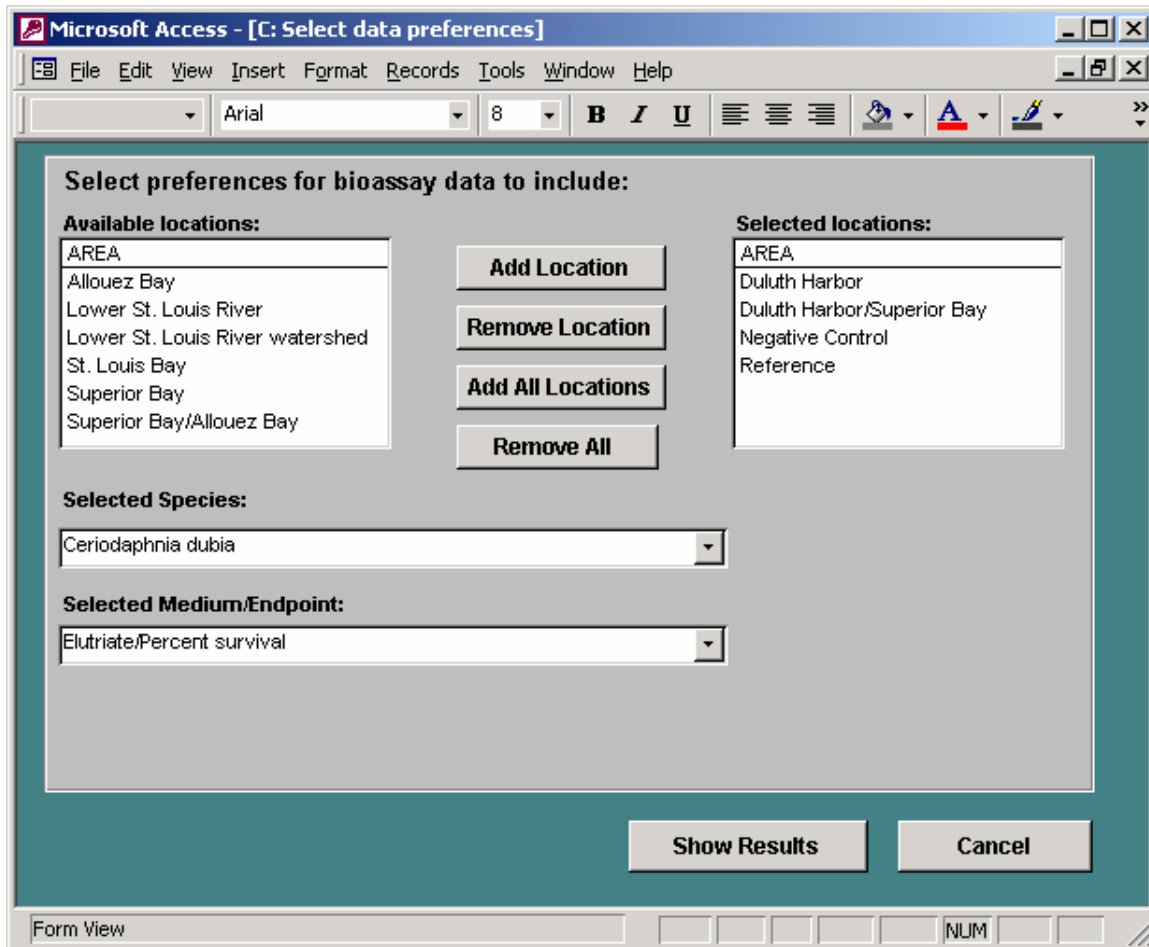 Microsoft Access - [C: Select data preferences]
File Edit View Insert Format Records Tools Window Help
Arial 8 B I U A
Select preferences for bioassay data to include:
Available locations:
AREA
Allouez Bay
Lower St. Louis River
Lower St. Louis River watershed
St. Louis Bay
Superior Bay
Superior Bay/Allouez Bay
Add Location
Remove Location
Add All Locations
Remove All
Selected locations:
AREA
Duluth Harbor
Duluth Harbor/Superior Bay
Negative Control
Reference
Selected Species:
Ceriodaphnia dubia
Selected Medium/Endpoint:
Elutriate/Percent survival
Show Results Cancel
Form View NUM